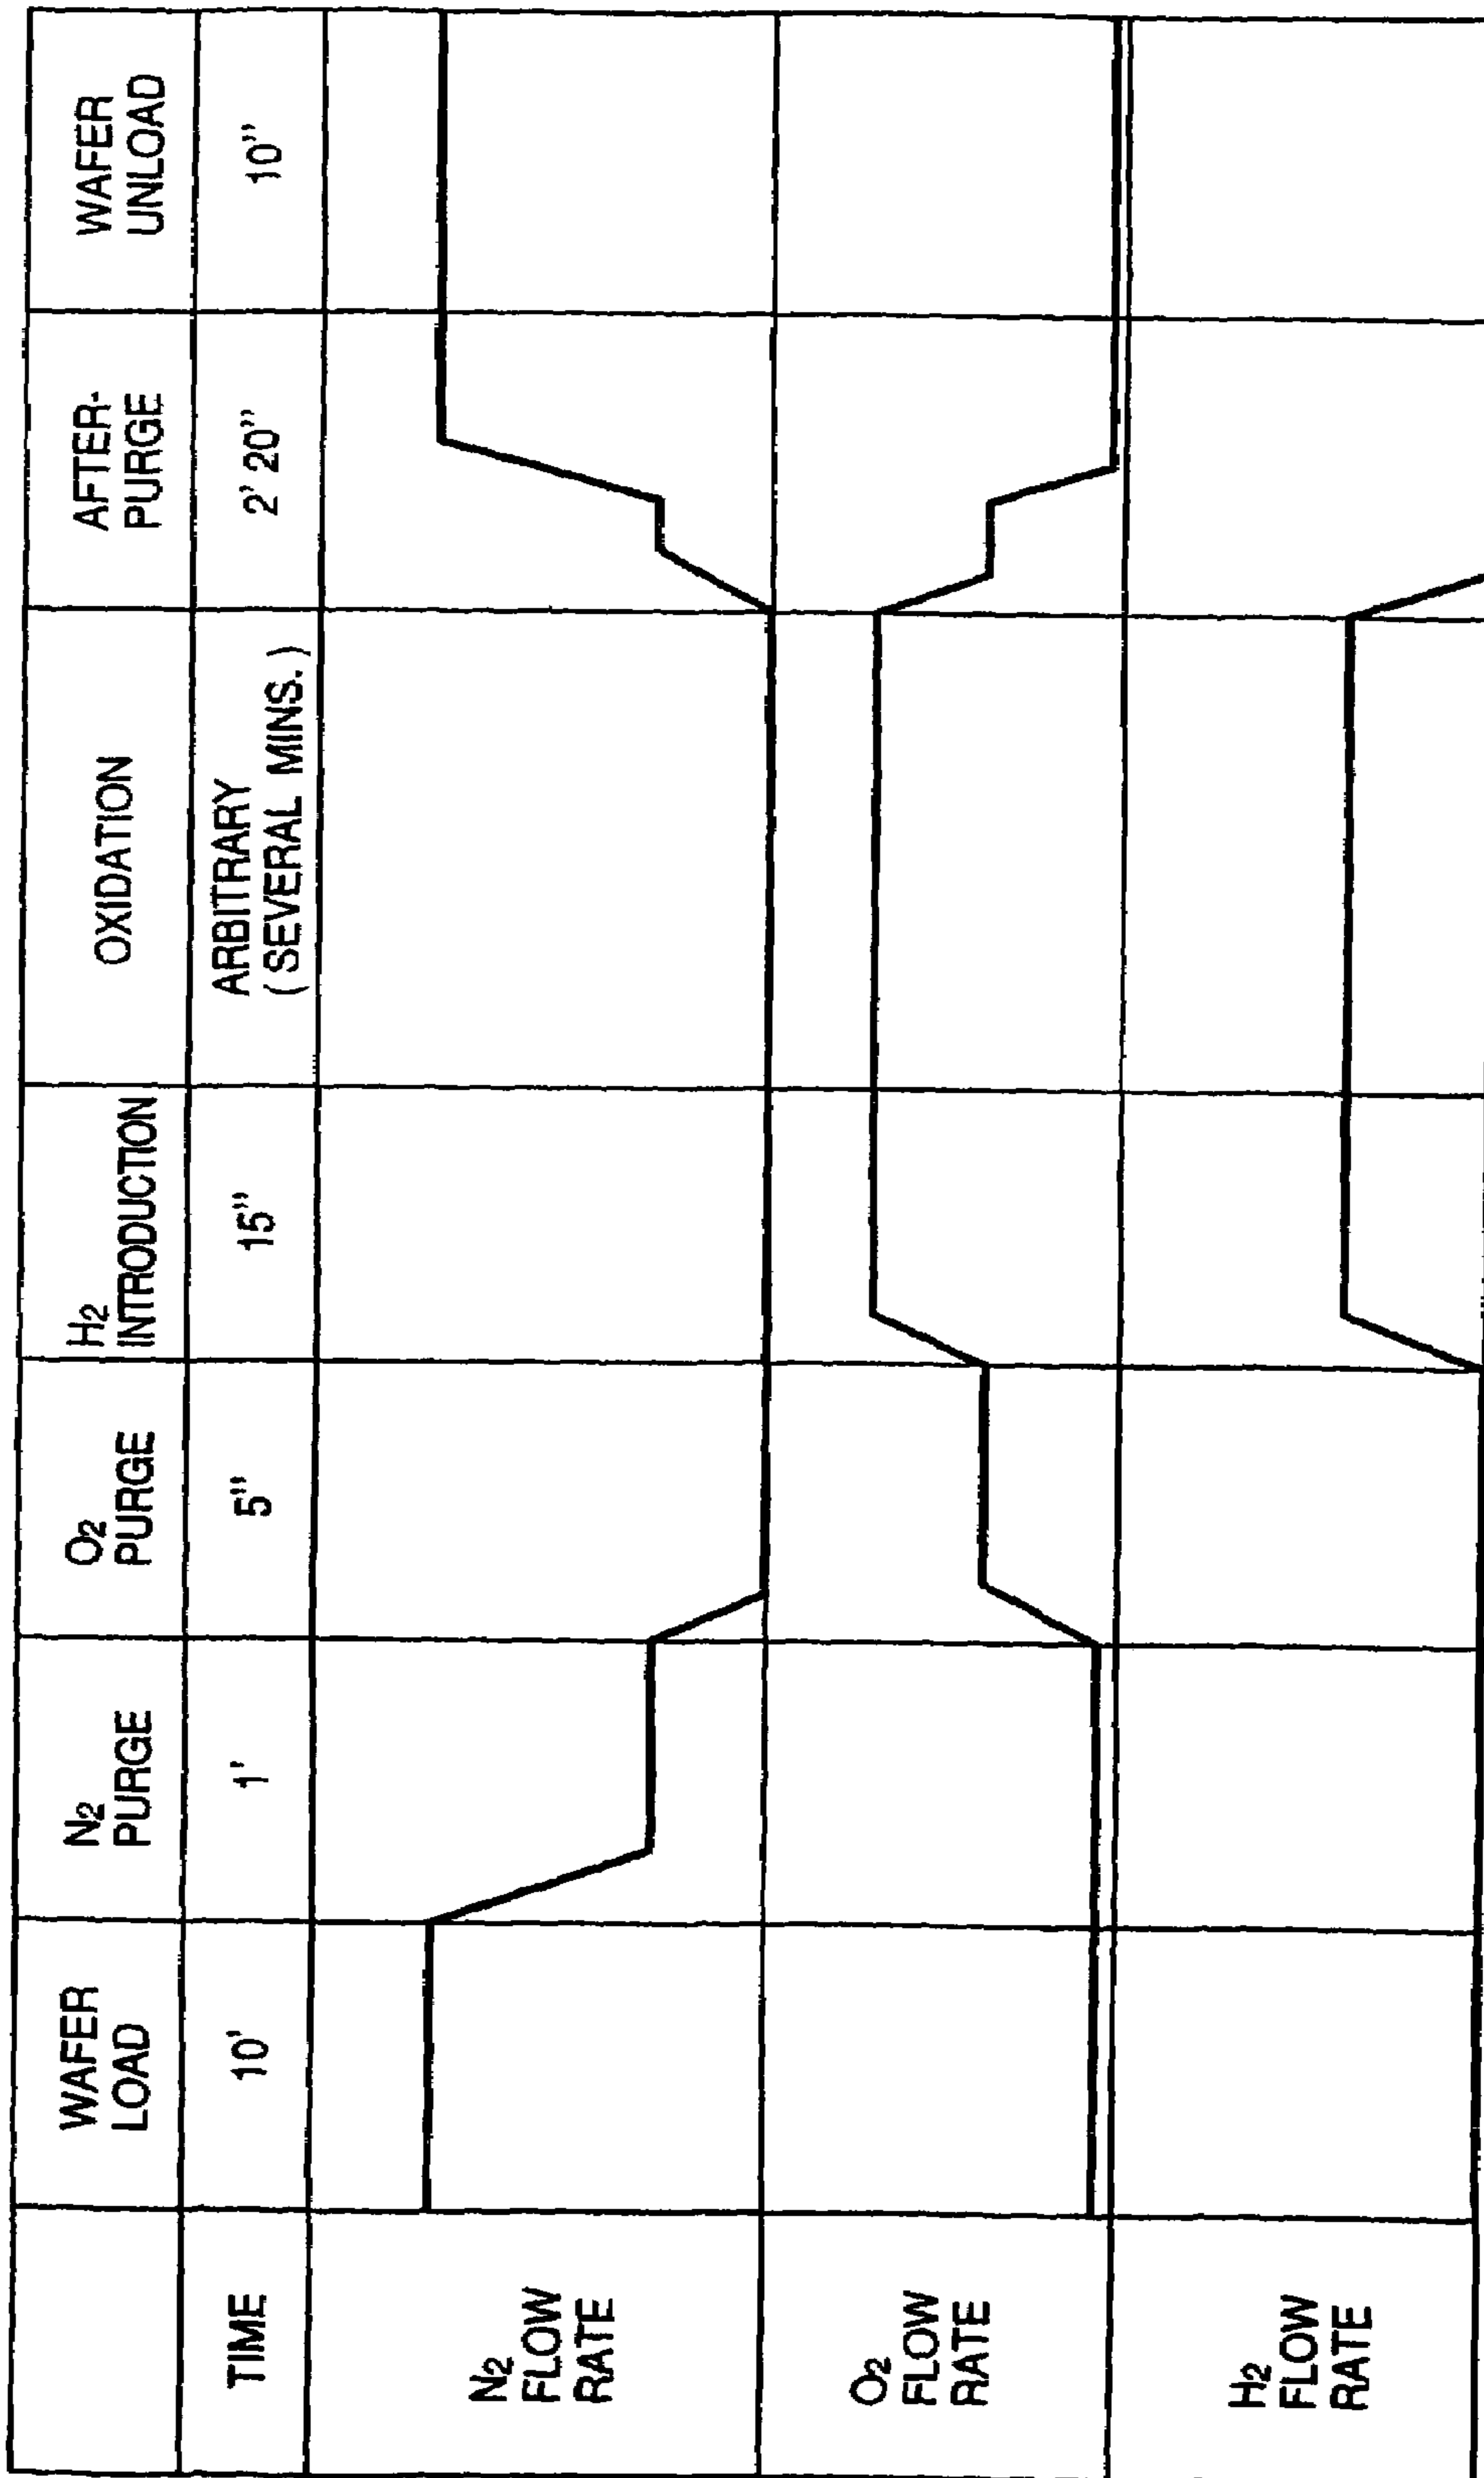 WAFER
LOAD
N2
PURGE
O2
PURGE
H2
INTRODUCTION
OXIDATION
AFTER-
PURGE
WAFER
UNLOAD
TIME
10'
1'
5"
15"
ARBITRARY
( SEVERAL MINS. )
2' 20"
10"
N2
FLOW
RATE
O2
FLOW
RATE
H2
FLOW
RATE